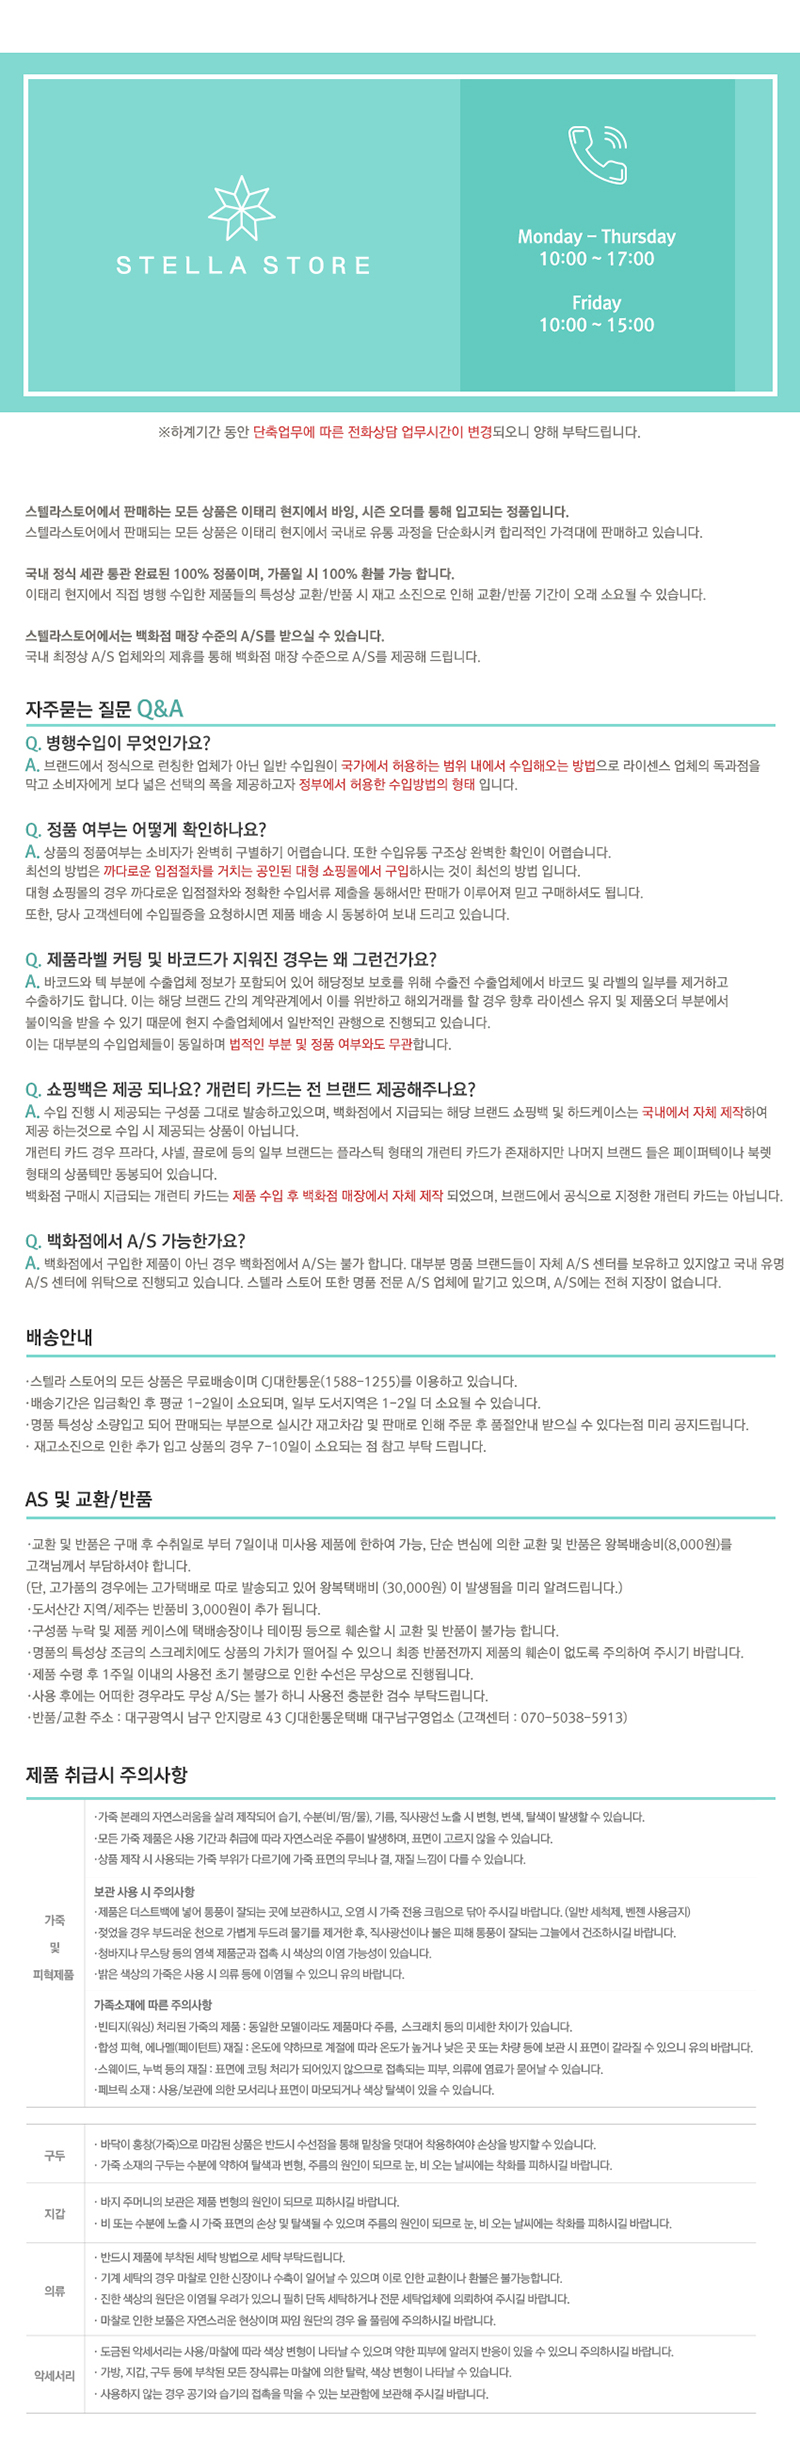 STELLA STORE
Monday – Thursday
10:00 ~ 17:00
Friday
10:00 ~ 15:00
※하계기간 동안 단축업무에 따른 전화상담 업무시간이 변경되오니 양해 부탁드립니다.
스텔라스토어에서 판매하는 모든 상품은 이태리 현지에서 바잉, 시즌 오더를 통해 입고되는 정품입니다.
스텔라스토어에서 판매되는 모든 상품은 이태리 현지에서 국내로 유통 과정을 단순화시켜 합리적인 가격대에 판매하고 있습니다.
국내 정식 세관 통관 완료된 100% 정품이며, 가품일 시 100% 환불 가능 합니다.
이태리 현지에서 직접 병행 수입한 제품들의 특성상 교환/반품 시 재고 소진으로 인해 교환/반품 기간이 오래 소요될 수 있습니다.
스텔라스토어에서는 백화점 매장 수준의 A/S를 받으실 수 있습니다.
국내 최정상 A/S 업체와의 제휴를 통해 백화점 매장 수준으로 A/S를 제공해 드립니다.
자주묻는 질문 Q&A
Q. 병행수입이 무엇인가요?
A. 브랜드에서 정식으로 런칭한 업체가 아닌 일반 수입원이 국가에서 허용하는 범위 내에서 수입해오는 방법으로 라이센스 업체의 독과점을
막고 소비자에게 보다 넓은 선택의 폭을 제공하고자 정부에서 허용한 수입방법의 형태 입니다.
Q. 정품 여부는 어떻게 확인하나요?
A. 상품의 정품여부는 소비자가 완벽히 구별하기 어렵습니다. 또한 수입유통 구조상 완벽한 확인이 어렵습니다.
최선의 방법은 까다로운 입점절차를 거치는 공인된 대형 쇼핑몰에서 구입하시는 것이 최선의 방법 입니다.
대형 쇼핑몰의 경우 까다로운 입점절차와 정확한 수입서류 제출을 통해서만 판매가 이루어져 믿고 구매하셔도 됩니다.
또한, 당사 고객센터에 수입필증을 요청하시면 제품 배송 시 동봉하여 보내 드리고 있습니다.
Q. 제품라벨 커팅 및 바코드가 지워진 경우는 왜 그런건가요?
A. 바코드와 텍 부분에 수출업체 정보가 포함되어 있어 해당정보 보호를 위해 수출전 수출업체에서 바코드 및 라벨의 일부를 제거하고
수출하기도 합니다. 이는 해당 브랜드 간의 계약관계에서 이를 위반하고 해외거래를 할 경우 향후 라이센스 유지 및 제품오더 부분에서
불이익을 받을 수 있기 때문에 현지 수출업체에서 일반적인 관행으로 진행되고 있습니다.
이는 대부분의 수입업체들이 동일하며 법적인 부분 및 정품 여부와도 무관합니다.
Q. 쇼핑백은 제공 되나요? 개런티 카드는 전 브랜드 제공해주나요?
A. 수입 진행 시 제공되는 구성품 그대로 발송하고있으며, 백화점에서 지급되는 해당 브랜드 쇼핑백 및 하드케이스는 국내에서 자체 제작하여
제공 하는것으로 수입 시 제공되는 상품이 아닙니다.
개런티 카드 경우 프라다, 샤넬, 끌로에 등의 일부 브랜드는 플라스틱 형태의 개런티 카드가 존재하지만 나머지 브랜드 들은 페이퍼텍이나 북렛
형태의 상품텍만 동봉되어 있습니다.
백화점 구매시 지급되는 개런티 카드는 제품 수입 후 백화점 매장에서 자체 제작 되었으며, 브랜드에서 공식으로 지정한 개런티 카드는 아닙니다.
Q. 백화점에서 A/S 가능한가요?
A. 백화점에서 구입한 제품이 아닌 경우 백화점에서 A/S는 불가 합니다. 대부분 명품 브랜드들이 자체 A/S 센터를 보유하고 있지않고 국내 유명
A/S 센터에 위탁으로 진행되고 있습니다. 스텔라 스토어 또한 명품 전문 A/S 업체에 맡기고 있으며, A/S에는 전혀 지장이 없습니다.
배송안내
·스텔라 스토어의 모든 상품은 무료배송이며 CJ대한통운(1588-1255)를 이용하고 있습니다.
·배송기간은 입금확인 후 평균 1-2일이 소요되며, 일부 도서지역은 1-2일 더 소요될 수 있습니다.
·명품 특성상 소량입고 되어 판매되는 부분으로 실시간 재고차감 및 판매로 인해 주문 후 품절안내 받으실 수 있다는점 미리 공지드립니다.
· 재고소진으로 인한 추가 입고 상품의 경우 7-10일이 소요되는 점 참고 부탁 드립니다.
AS 및 교환/반품
·교환 및 반품은 구매 후 수취일로 부터 7일이내 미사용 제품에 한하여 가능, 단순 변심에 의한 교환 및 반품은 왕복배송비(8,000원)를
고객님께서 부담하셔야 합니다.
(단, 고가품의 경우에는 고가택배로 따로 발송되고 있어 왕복택배비 (30,000원) 이 발생됨을 미리 알려드립니다.)
·도서산간 지역/제주는 반품비 3,000원이 추가 됩니다.
·구성품 누락 및 제품 케이스에 택배송장이나 테이핑 등으로 훼손할 시 교환 및 반품이 불가능 합니다.
·명품의 특성상 조금의 스크레치에도 상품의 가치가 떨어질 수 있으니 최종 반품전까지 제품의 훼손이 없도록 주의하여 주시기 바랍니다.
·제품 수령 후 1주일 이내의 사용전 초기 불량으로 인한 수선은 무상으로 진행됩니다.
·사용 후에는 어떠한 경우라도 무상 A/S는 불가 하니 사용전 충분한 검수 부탁드립니다.
·반품/교환 주소 : 대구광역시 남구 안지랑로 43 CJ대한통운택배 대구남구영업소 (고객센터 : 070-5038-5913)
제품 취급시 주의사항
가죽
및
피혁제품
·가죽 본래의 자연스러움을 살려 제작되어 습기, 수분(비/땀/물), 기름, 직사광선 노출 시 변형, 변색, 탈색이 발생할 수 있습니다.
·모든 가죽 제품은 사용 기간과 취급에 따라 자연스러운 주름이 발생하며, 표면이 고르지 않을 수 있습니다.
·상품 제작 시 사용되는 가죽 부위가 다르기에 가죽 표면의 무늬나 결, 재질 느낌이 다를 수 있습니다.
보관 사용 시 주의사항
·제품은 더스트백에 넣어 통풍이 잘되는 곳에 보관하시고, 오염 시 가죽 전용 크림으로 닦아 주시길 바랍니다. (일반 세척제, 벤젠 사용금지)
·젖었을 경우 부드러운 천으로 가볍게 두드려 물기를 제거한 후, 직사광선이나 불은 피해 통풍이 잘되는 그늘에서 건조하시길 바랍니다.
·청바지나 무스탕 등의 염색 제품군과 접촉 시 색상의 이염 가능성이 있습니다.
·밝은 색상의 가죽은 사용 시 의류 등에 이염될 수 있으니 유의 바랍니다.
가족소재에 따른 주의사항
·빈티지(워싱) 처리된 가죽의 제품 : 동일한 모델이라도 제품마다 주름, 스크래치 등의 미세한 차이가 있습니다.
·합성 피혁, 에나멜(페이턴트) 재질 : 온도에 약하므로 계절에 따라 온도가 높거나 낮은 곳 또는 차량 등에 보관 시 표면이 갈라질 수 있으니 유의 바랍니다.
·스웨이드, 누벅 등의 재질 : 표면에 코팅 처리가 되어있지 않으므로 접촉되는 피부, 의류에 염료가 묻어날 수 있습니다.
·페브릭 소재 : 사용/보관에 의한 모서리나 표면이 마모되거나 색상 탈색이 있을 수 있습니다.
구두
· 바닥이 홍창(가죽)으로 마감된 상품은 반드시 수선점을 통해 밑창을 덧대어 착용하여야 손상을 방지할 수 있습니다.
· 가죽 소재의 구두는 수분에 약하여 탈색과 변형, 주름의 원인이 되므로 눈, 비 오는 날씨에는 착화를 피하시길 바랍니다.
지갑
· 바지 주머니의 보관은 제품 변형의 원인이 되므로 피하시길 바랍니다.
· 비 또는 수분에 노출 시 가죽 표면의 손상 및 탈색될 수 있으며 주름의 원인이 되므로 눈, 비 오는 날씨에는 착화를 피하시길 바랍니다.
의류
· 반드시 제품에 부착된 세탁 방법으로 세탁 부탁드립니다.
· 기계 세탁의 경우 마찰로 인한 신장이나 수축이 일어날 수 있으며 이로 인한 교환이나 환불은 불가능합니다.
· 진한 색상의 원단은 이염될 우려가 있으니 필히 단독 세탁하거나 전문 세탁업체에 의뢰하여 주시길 바랍니다.
· 마찰로 인한 보풀은 자연스러운 현상이며 짜임 원단의 경우 올 풀림에 주의하시길 바랍니다.
악세서리
· 도금된 악세서리는 사용/마찰에 따라 색상 변형이 나타날 수 있으며 약한 피부에 알러지 반응이 있을 수 있으니 주의하시길 바랍니다.
· 가방, 지갑, 구두 등에 부착된 모든 장식류는 마찰에 의한 탈락, 색상 변형이 나타날 수 있습니다.
· 사용하지 않는 경우 공기와 습기의 접촉을 막을 수 있는 보관함에 보관해 주시길 바랍니다.